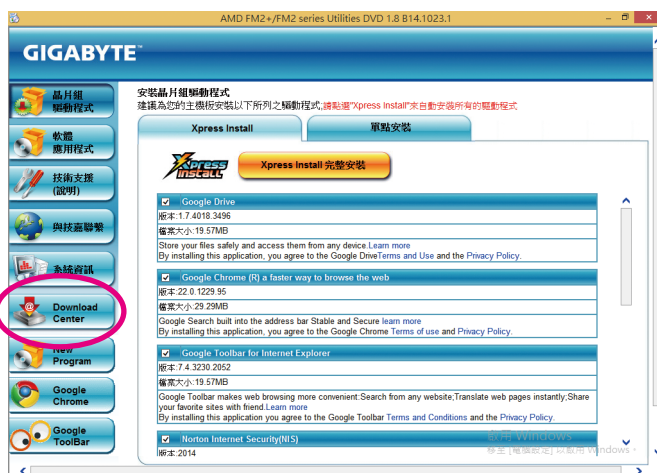 AMD FM2+/FM2 series Utilities DVD 1.8 B14.1023.1
GIGABYTE™
晶片組
驅動程式
軟體
應用程式
技術支援
(說明)
與技嘉聯繫
系統資訊
Download
Center
New
Program
Google
Chrome
Google
ToolBar
安裝晶片組驅動程式
建議為您的主機板安裝以下所列之驅動程式,請點選"Xpress Install"來自動安裝所有的驅動程式
Xpress Install
單點安裝
Xpress
INSTALL
Xpress Install 完整安裝
Google Drive
版本:1.7.4018.3496
檔案大小:19.57MB
Store your files safely and access them from any device.Learn more
By installing this application, you agree to the Google DriveTerms and Use and the Privacy Policy.
Google Chrome (R) a faster way to browse the web
版本:22.0.1229.95
檔案大小:29.29MB
Google Search built into the address bar Stable and Secure learn more
By installing this application, you agree to the Google Chrome Terms of use and Privacy Policy.
Google Toolbar for Internet Explorer
版本:7.4.3230.2052
檔案大小:19.57MB
Google Toolbar makes web browsing more convenient:Search from any website;Translate web pages instantly;Share
your favorite sites with friend.Learn more
By installing this application you agree to the Google Toolbar Terms and Conditions and the Privacy Policy.
Norton Internet Security(NIS)
版本:2014
啟用 Windows
移至 [電腦設定] 以啟用 Windows。